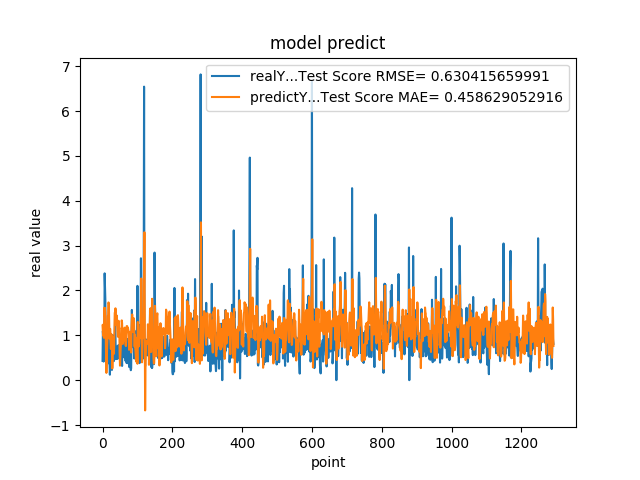 model predict
realY...Test Score RMSE= 0.630415659991
predictY...Test Score MAE= 0.458629052916
real value
7
6
5
4
3
2
1
0
−1
0 200 400 600 800 1000 1200
point